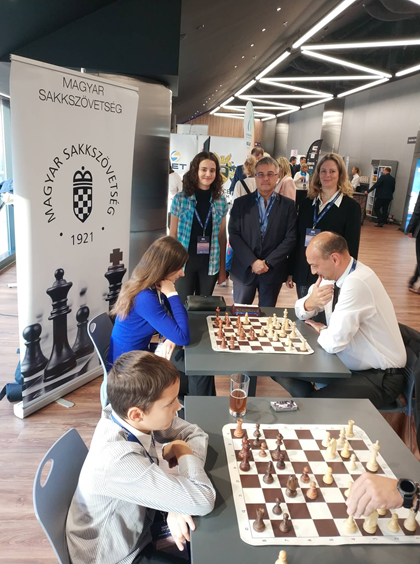 MAGYAR
SAKKSZÖVETSÉG
MAGYAR SAKKSZÖVETSÉG
· 1921 ·